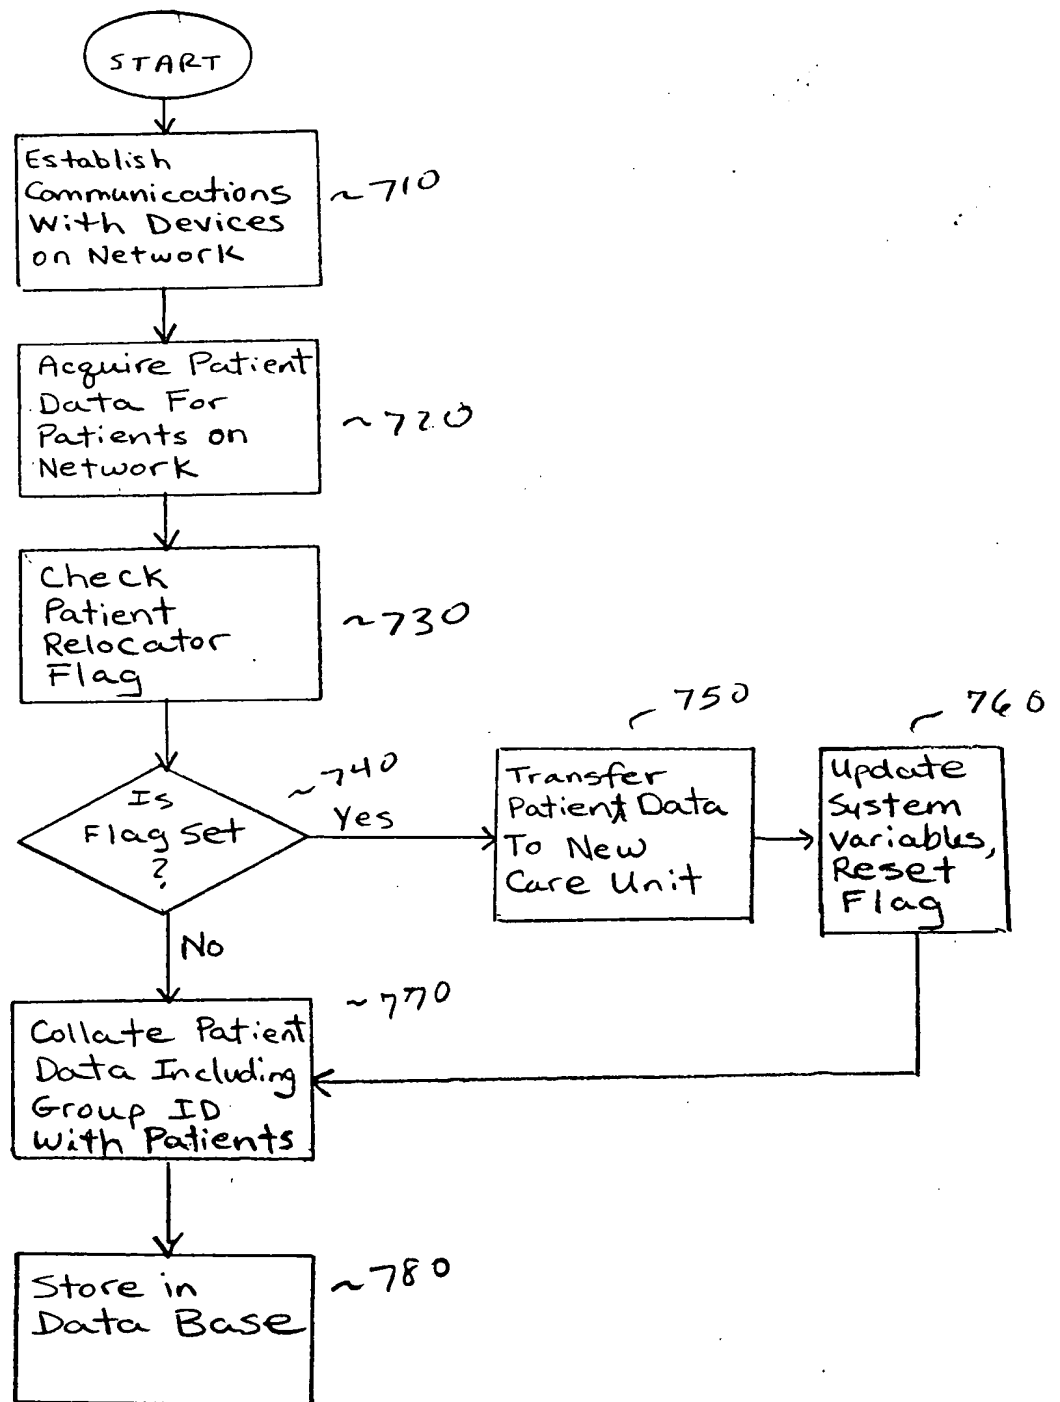 START
Establish
Communications
With Devices
on Network
~710
Acquire Patient
Data For
Patients on
Network
~720
Check
Patient
Relocator
Flag
~730
Is
Flag Set
?
~740
Yes
No
Transfer
Patient Data
To New
Care Unit
~750
Update
System
Variables,
Reset
Flag
~760
Collate Patient
Data Including
Group ID
With Patients
~770
Store in
Data Base
~780